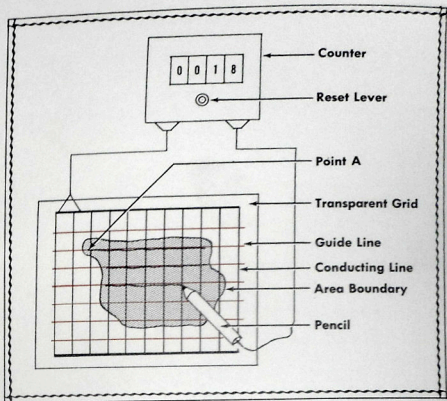 Counter
0 0 1 8
Reset Lever
Point A
Transparent Grid
Guide Line
Conducting Line
Area Boundary
Pencil